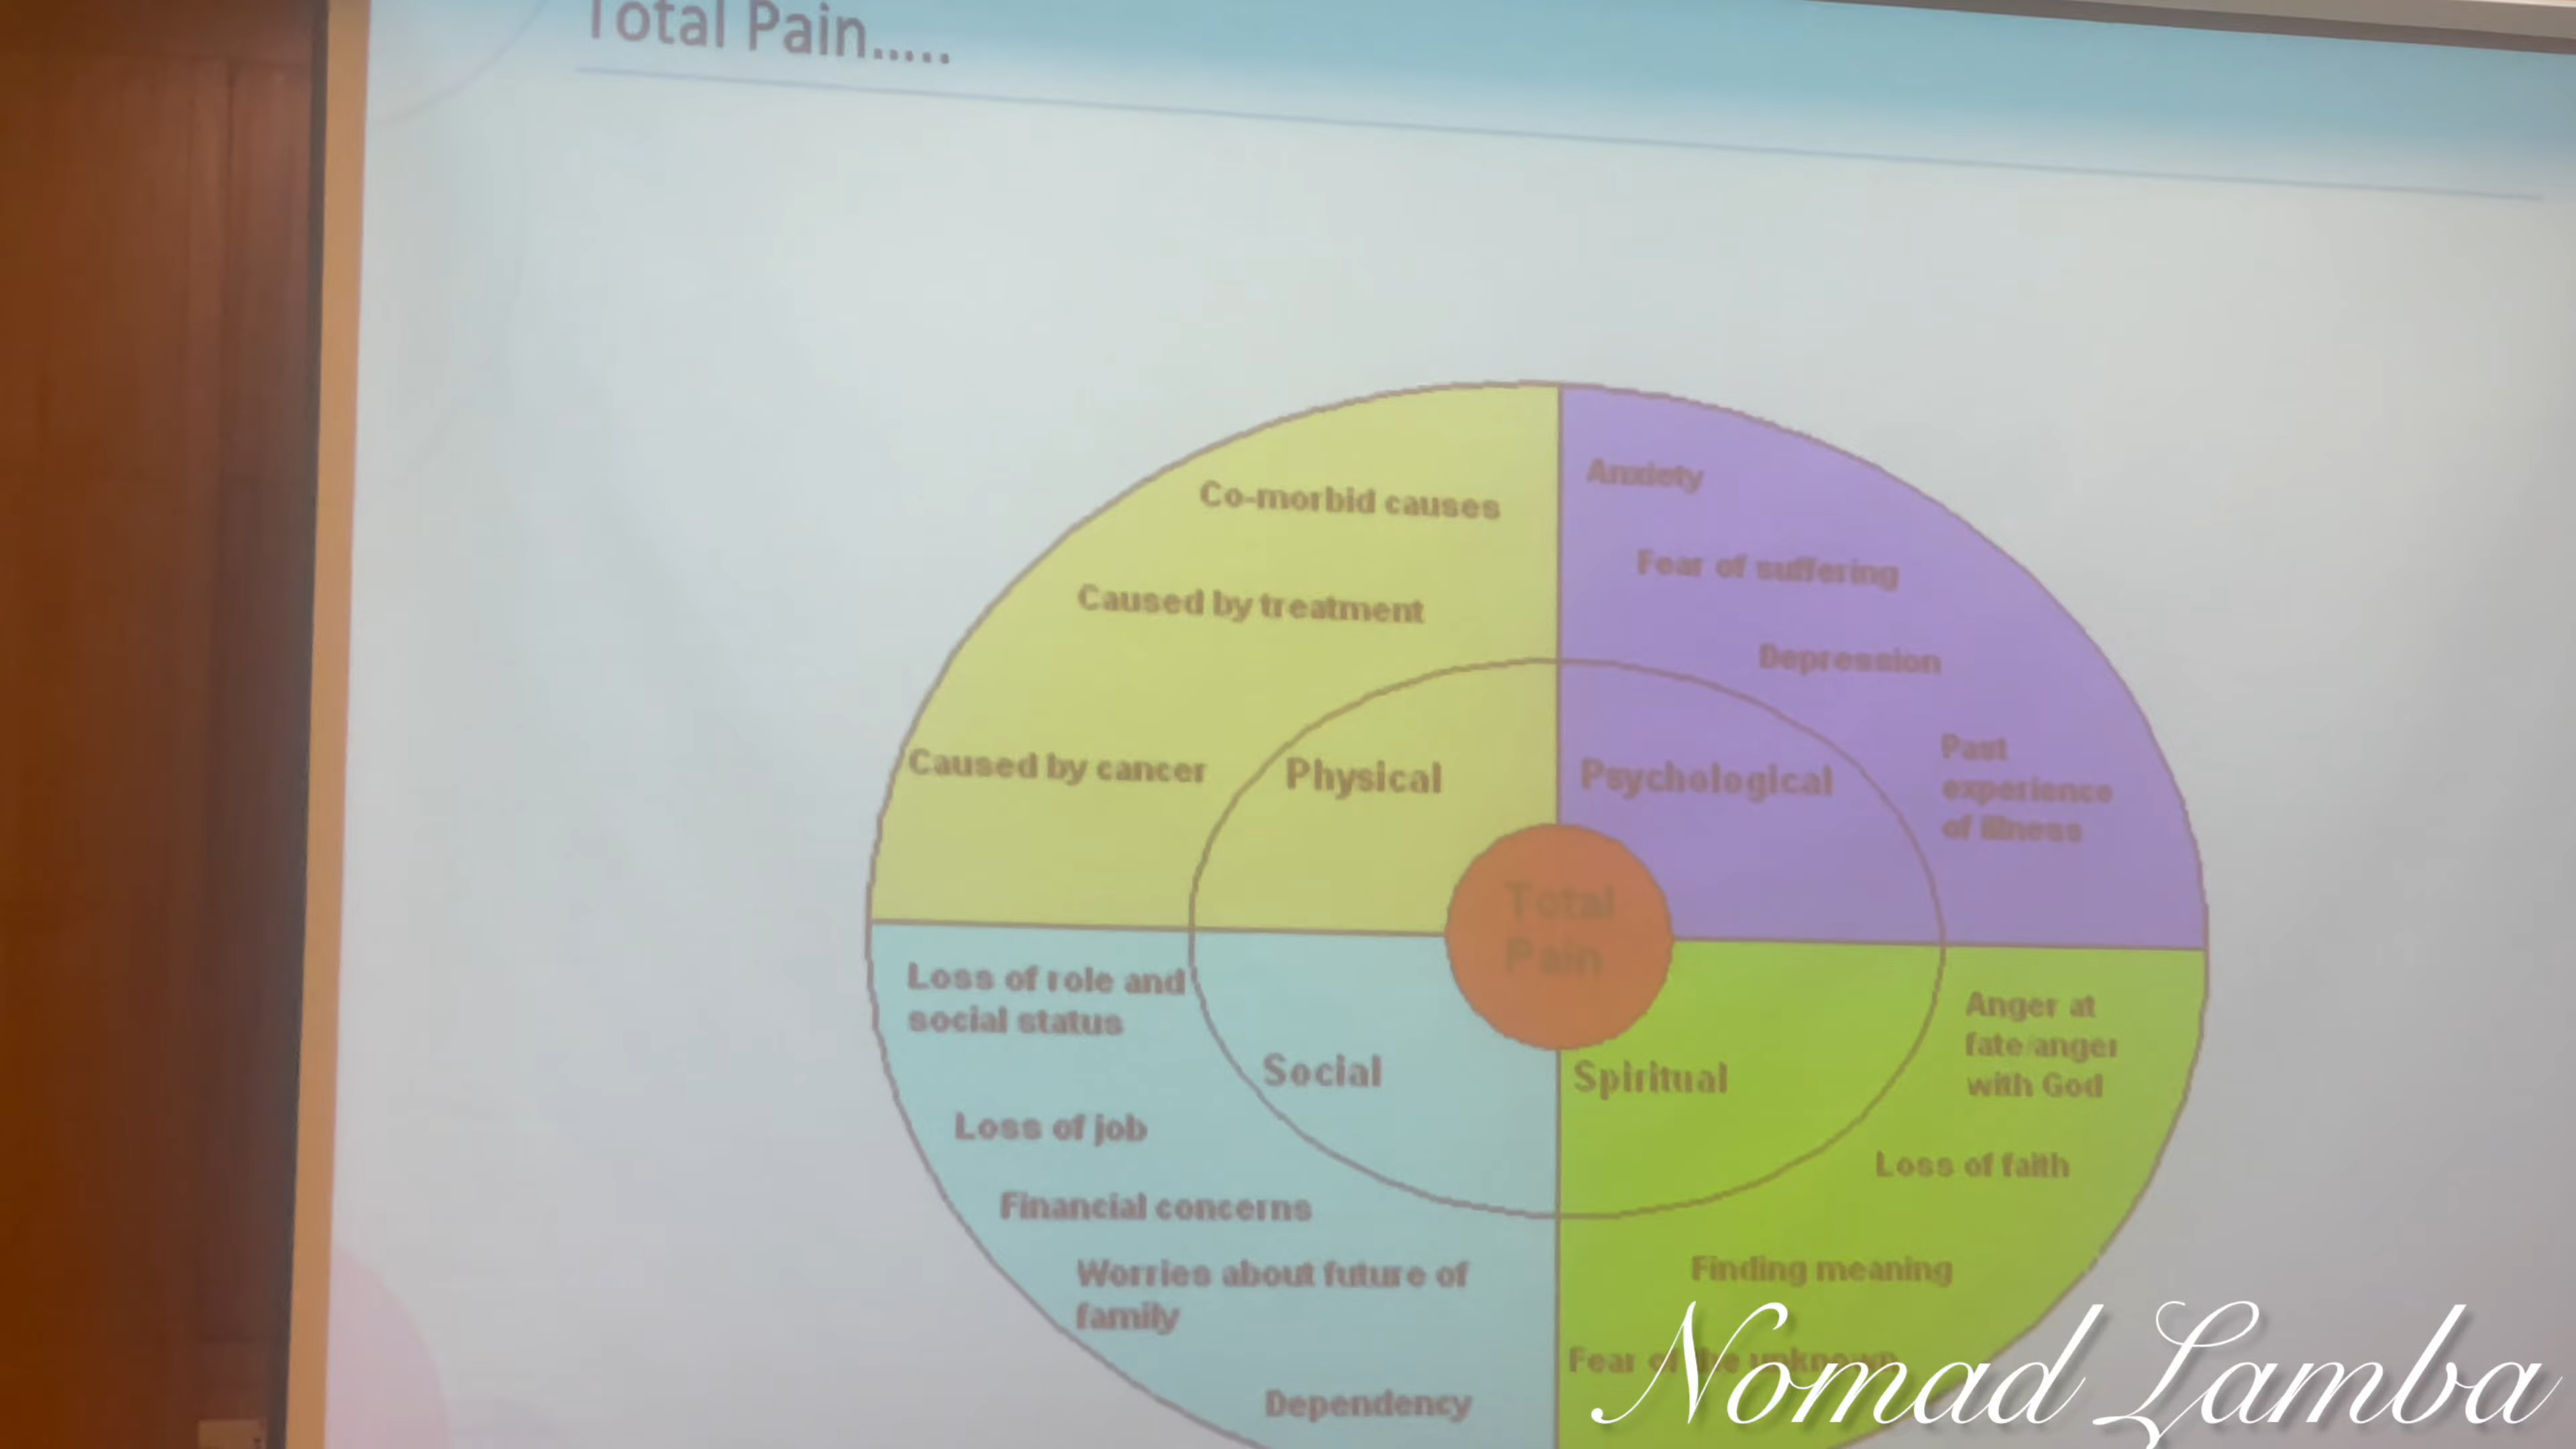 Total Pain.....
Co-morbid causes
Caused by treatment
Caused by cancer
Physical
Anxiety
Fear of suffering
Depression
Past
experience
of illness
Psychological
Total
Pain
Loss of role and
social status
Social
Loss of job
Financial concerns
Worries about future of
family
Dependency
Spiritual
Anger at
fate/anger
with God
Loss of faith
Finding meaning
Fear of the unknown
Nomad Lamba